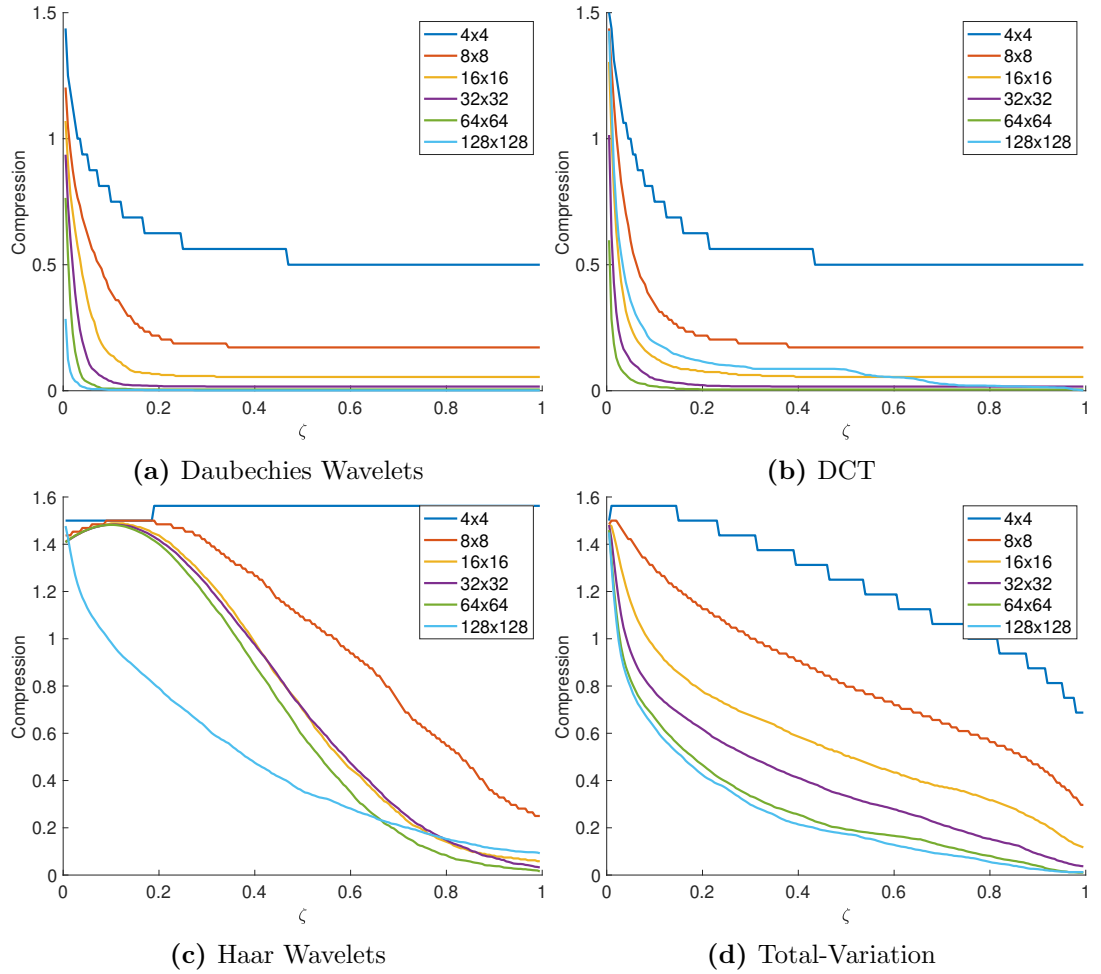 1.5
1
0.5
0
Compression
0 0.2 0.4 0.6 0.8 1
ζ
4x4
8x8
16x16
32x32
64x64
128x128
(a) Daubechies Wavelets
1.5
1
0.5
0
Compression
0 0.2 0.4 0.6 0.8 1
ζ
4x4
8x8
16x16
32x32
64x64
128x128
(b) DCT
1.6
1.4
1.2
1
0.8
0.6
0.4
0.2
0
Compression
0 0.2 0.4 0.6 0.8 1
ζ
4x4
8x8
16x16
32x32
64x64
128x128
(c) Haar Wavelets
1.6
1.4
1.2
1
0.8
0.6
0.4
0.2
0
Compression
0 0.2 0.4 0.6 0.8 1
ζ
4x4
8x8
16x16
32x32
64x64
128x128
(d) Total-Variation